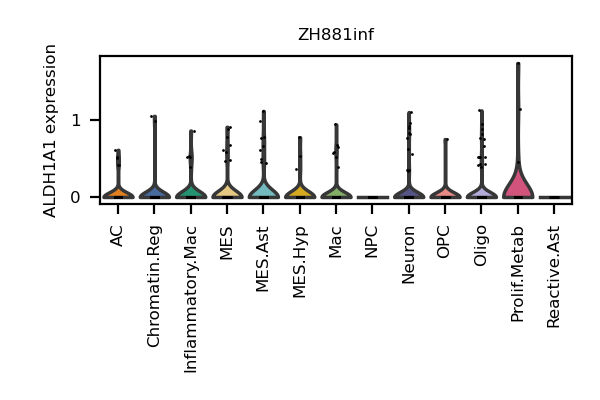 ZH881inf
ALDH1A1 expression
1
0
AC
Chromatin.Reg
Inflammatory.Mac
MES
MES.Ast
MES.Hyp
Mac
NPC
Neuron
OPC
Oligo
Prolif.Metab
Reactive.Ast